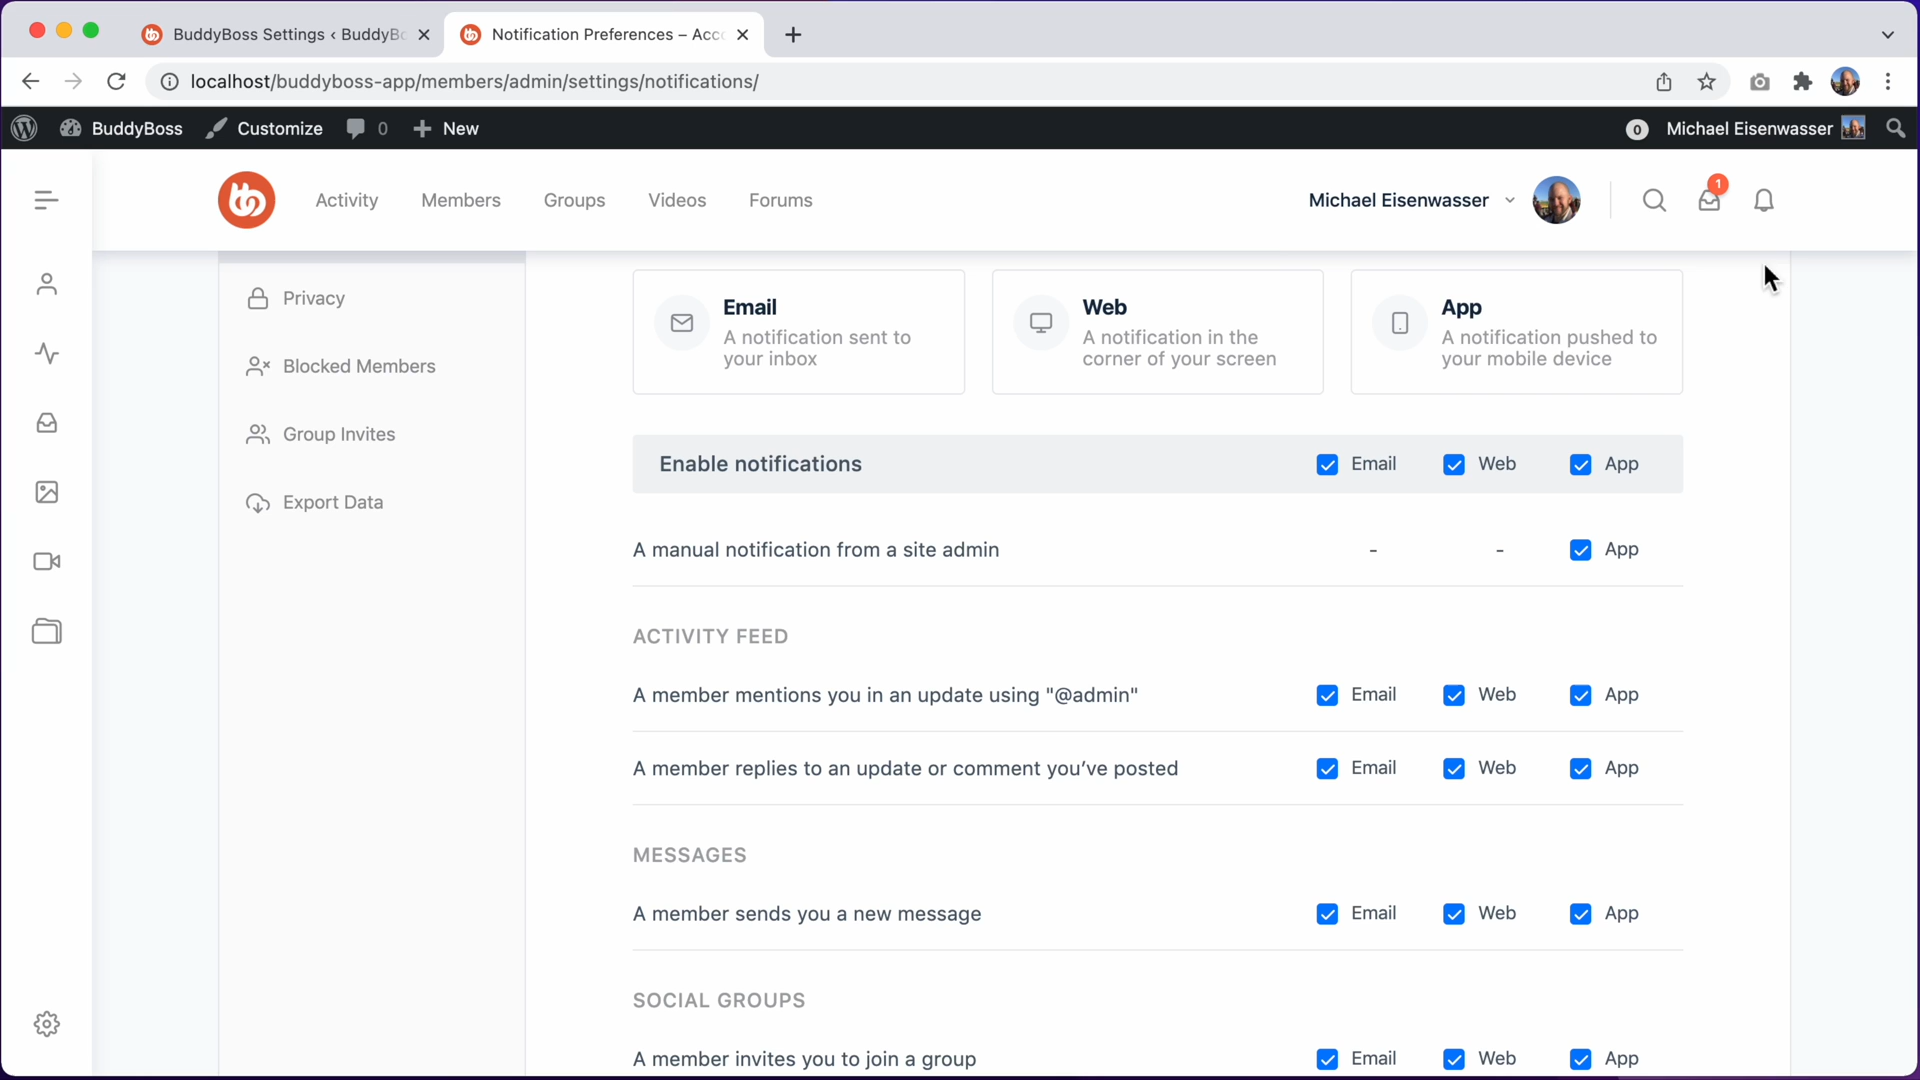 BuddyBoss Settings ‹ BuddyBo
Notification Preferences – Acco
localhost/buddyboss-app/members/admin/settings/notifications/
BuddyBoss
Customize
0
New
0
Michael Eisenwasser
Activity
Members
Groups
Videos
Forums
Michael Eisenwasser
1
Privacy
Blocked Members
Group Invites
Export Data
Email
A notification sent to
your inbox
Web
A notification in the
corner of your screen
App
A notification pushed to
your mobile device
Enable notifications
Email
Web
App
A manual notification from a site admin
-
-
App
ACTIVITY FEED
A member mentions you in an update using "@admin"
Email
Web
App
A member replies to an update or comment you’ve posted
Email
Web
App
MESSAGES
A member sends you a new message
Email
Web
App
SOCIAL GROUPS
A member invites you to join a group
Email
Web
App